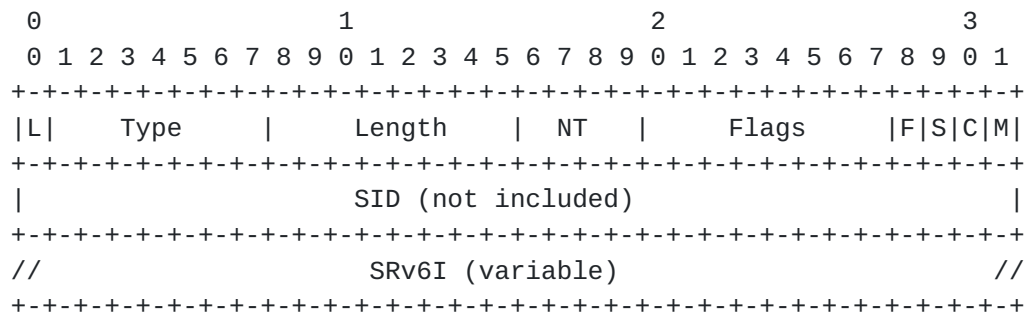 0                   1                   2                   3
 0 1 2 3 4 5 6 7 8 9 0 1 2 3 4 5 6 7 8 9 0 1 2 3 4 5 6 7 8 9 0 1
+-+-+-+-+-+-+-+-+-+-+-+-+-+-+-+-+-+-+-+-+-+-+-+-+-+-+-+-+-+-+-+-+
|L|    Type     |     Length    |  NT   |     Flags     |F|S|C|M|
+-+-+-+-+-+-+-+-+-+-+-+-+-+-+-+-+-+-+-+-+-+-+-+-+-+-+-+-+-+-+-+-+
|                     SID (not included)                        |
+-+-+-+-+-+-+-+-+-+-+-+-+-+-+-+-+-+-+-+-+-+-+-+-+-+-+-+-+-+-+-+-+
//                     SRv6I (variable)                        //
+-+-+-+-+-+-+-+-+-+-+-+-+-+-+-+-+-+-+-+-+-+-+-+-+-+-+-+-+-+-+-+-+